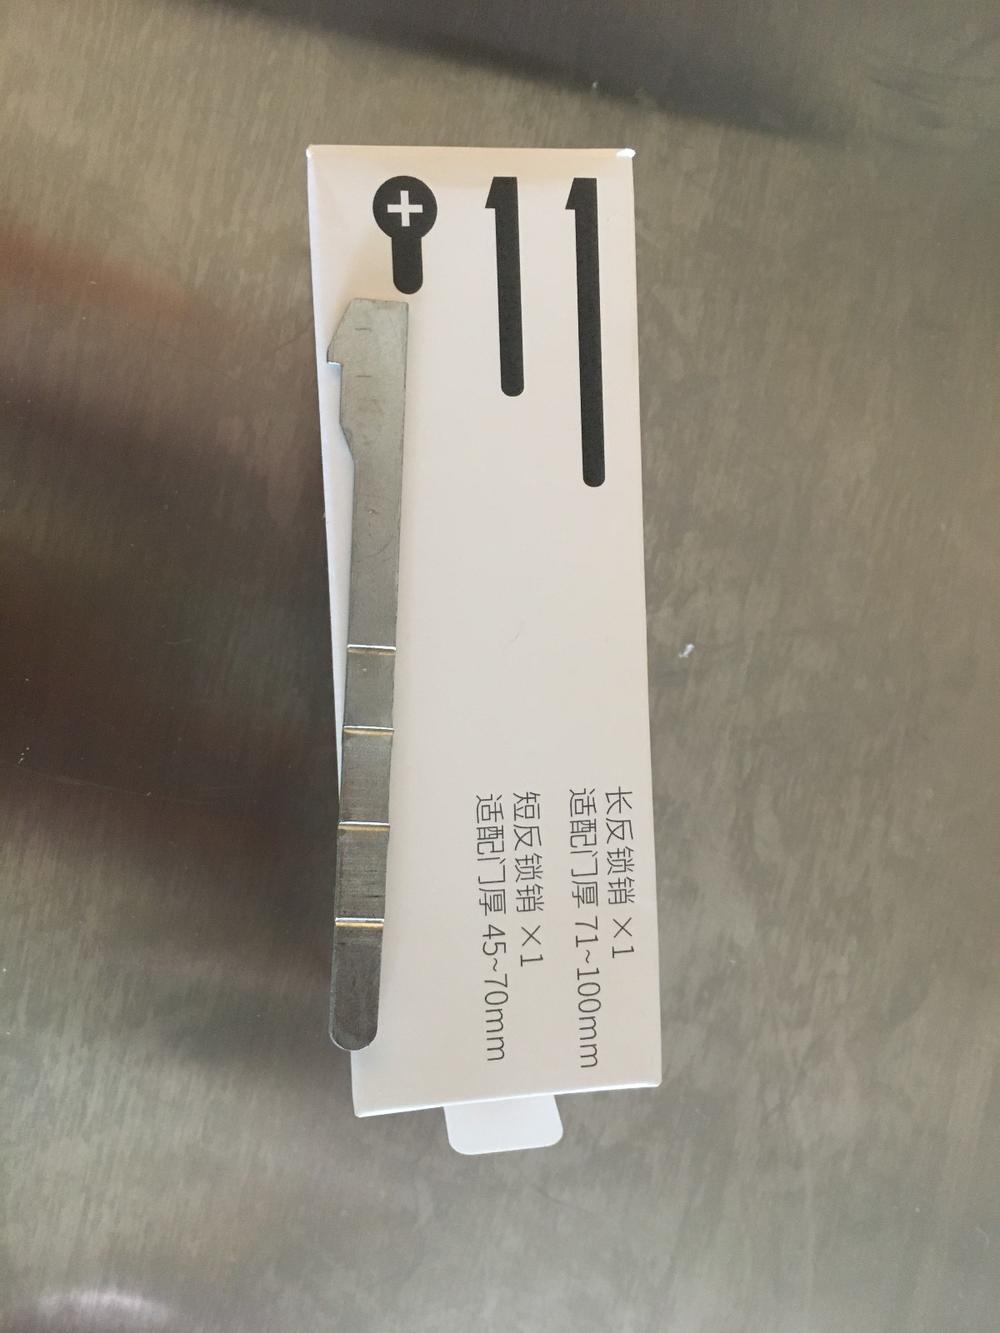 长反锁销 ×1
适配门厚 71~100mm
短反锁销 ×1
适配门厚 45~70mm